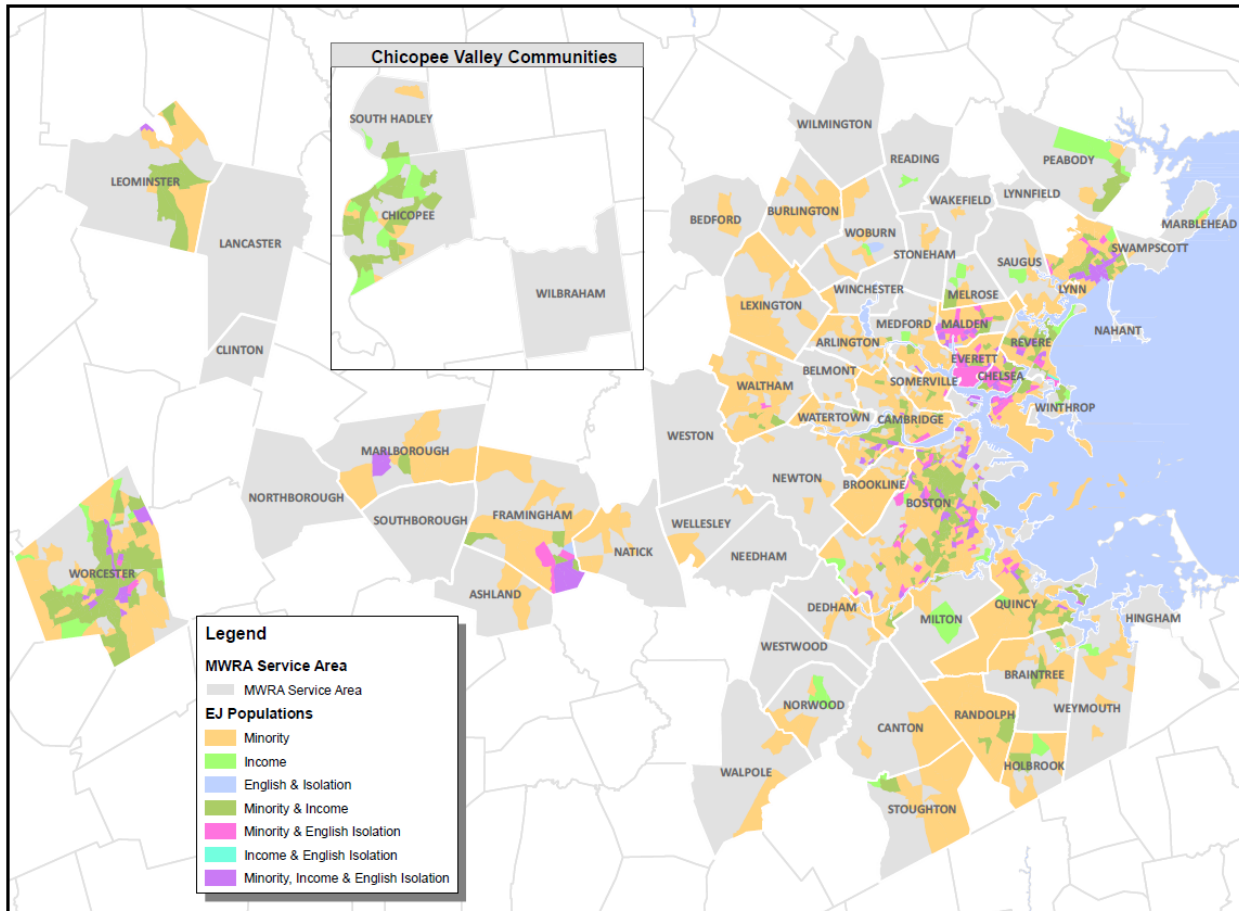 Chicopee Valley Communities
SOUTH HADLEY
CHICOPEE
WILBRAHAM
LEOMINSTER
LANCASTER
CLINTON
WORCESTER
NORTHBOROUGH
MARLBOROUGH
SOUTHBOROUGH
FRAMINGHAM
ASHLAND
NATICK
WILMINGTON
READING
PEABODY
LYNNFIELD
WAKEFIELD
BEDFORD
BURLINGTON
WOBURN
STONEHAM
MARBLEHEAD
SWAMPSCOTT
SAUGUS
LYNN
WINCHESTER
LEXINGTON
MELROSE
NAHANT
MEDFORD
MALDEN
ARLINGTON
REVERE
EVERETT
BELMONT
CHELSEA
SOMERVILLE
WALTHAM
WINTHROP
WATERTOWN
CAMBRIDGE
WESTON
NEWTON
BROOKLINE
BOSTON
WELLESLEY
NEEDHAM
DEDHAM
MILTON
QUINCY
HINGHAM
WESTWOOD
BRAINTREE
NORWOOD
RANDOLPH
WEYMOUTH
CANTON
HOLBROOK
WALPOLE
STOUGHTON
Legend
MWRA Service Area
MWRA Service Area
EJ Populations
Minority
Income
English & Isolation
Minority & Income
Minority & English Isolation
Income & English Isolation
Minority, Income & English Isolation